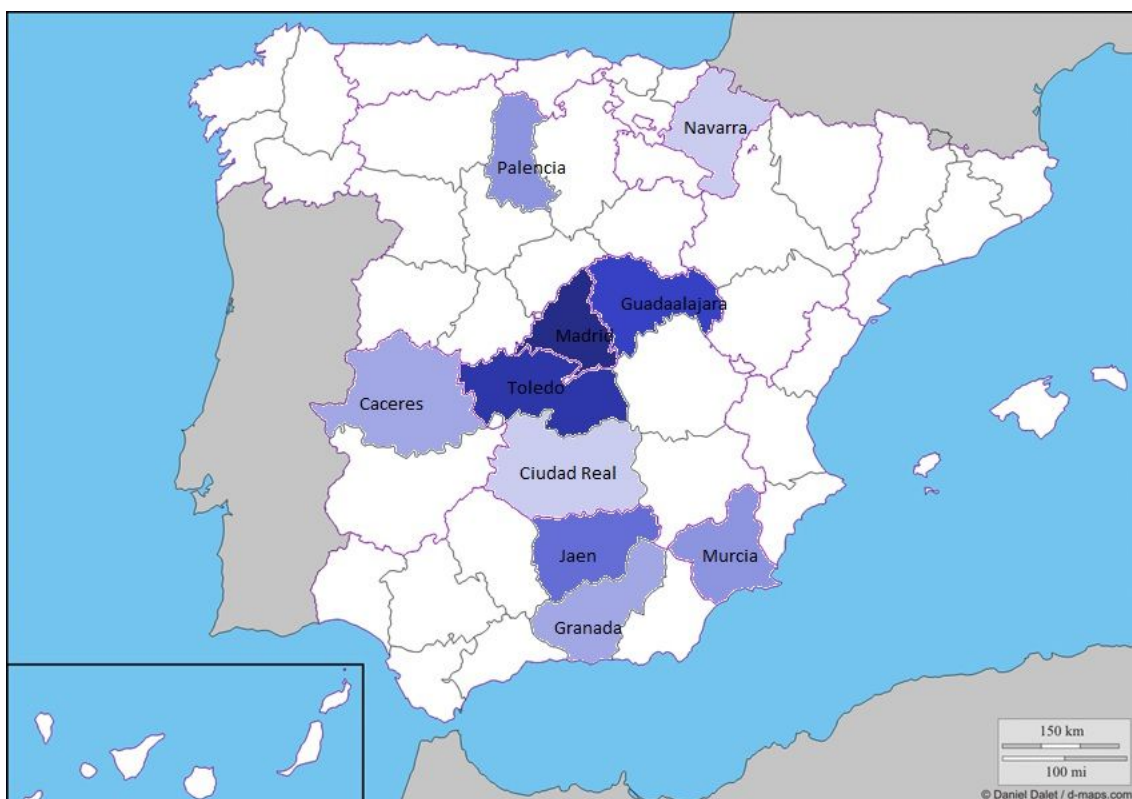 Navarra
Palencia
Guadaalajara
Madrid
Toledo
Caceres
Ciudad Real
Jaen
Murcia
Granada
150 km
100 mi
© Daniel Dalet / d-maps.com